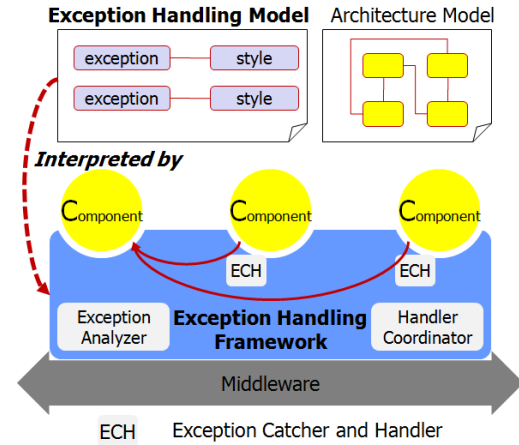 Exception Handling Model
Architecture Model
exception
style
exception
style
Interpreted by
Component
Component
Component
ECH
ECH
Exception
Analyzer
Exception Handling
Framework
Handler
Coordinator
Middleware
ECH
Exception Catcher and Handler